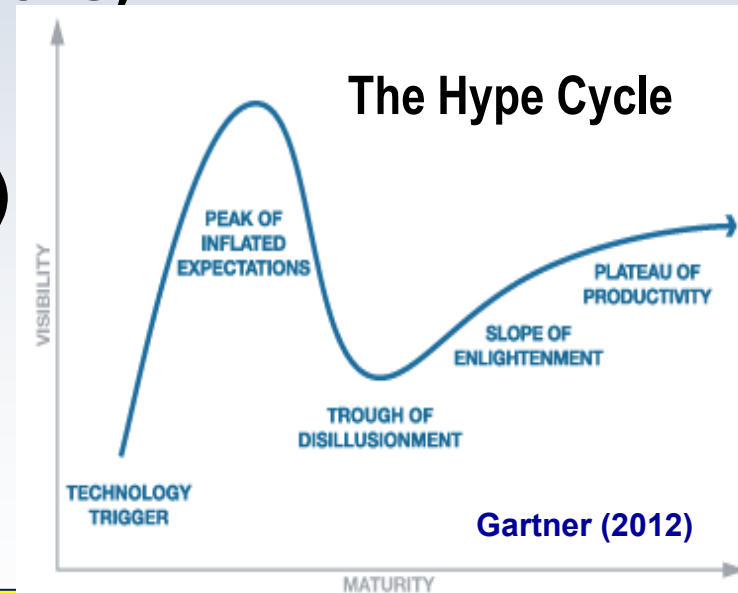 The Hype Cycle
PEAK OF
INFLATED
EXPECTATIONS
VISIBILITY
PLATEAU OF
PRODUCTIVITY
SLOPE OF
ENLIGHTENMENT
TROUGH OF
DISILLUSIONMENT
TECHNOLOGY
TRIGGER
Gartner (2012)
MATURITY